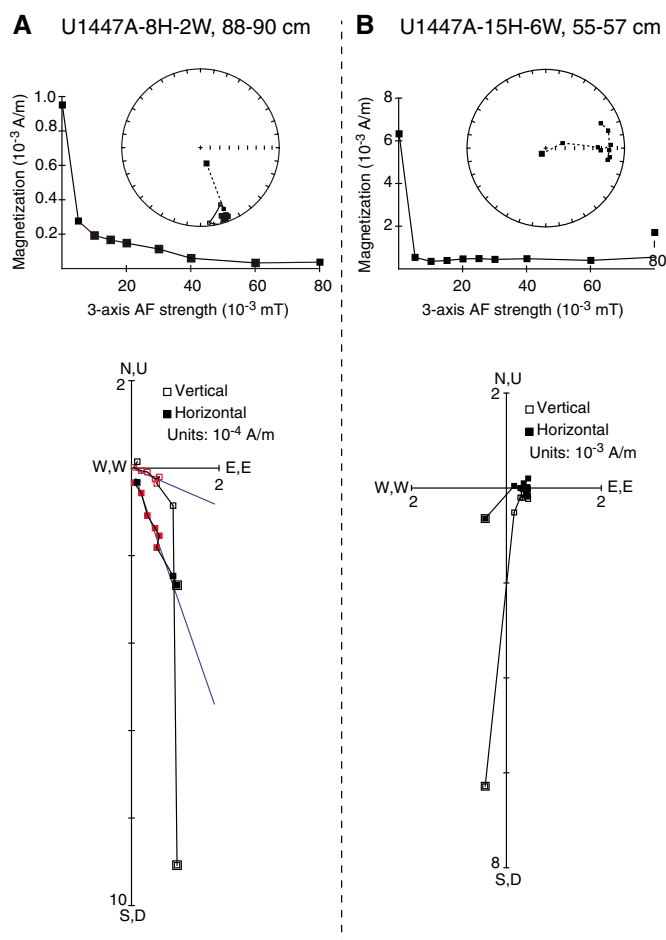 A U1447A-8H-2W, 88-90 cm
Magnetization (10-3 A/m)
1.0
0.8
0.6
0.4
0.2
20 40 60 80
3-axis AF strength (10-3 mT)
N,U
2
Vertical
Horizontal
Units: 10-4 A/m
W,W E,E
2
10
S,D
B U1447A-15H-6W, 55-57 cm
Magnetization (10-3 A/m)
8
6
4
2
20 40 60 80
3-axis AF strength (10-3 mT)
N,U
2
Vertical
Horizontal
Units: 10-3 A/m
W,W E,E
2 2
8
S,D